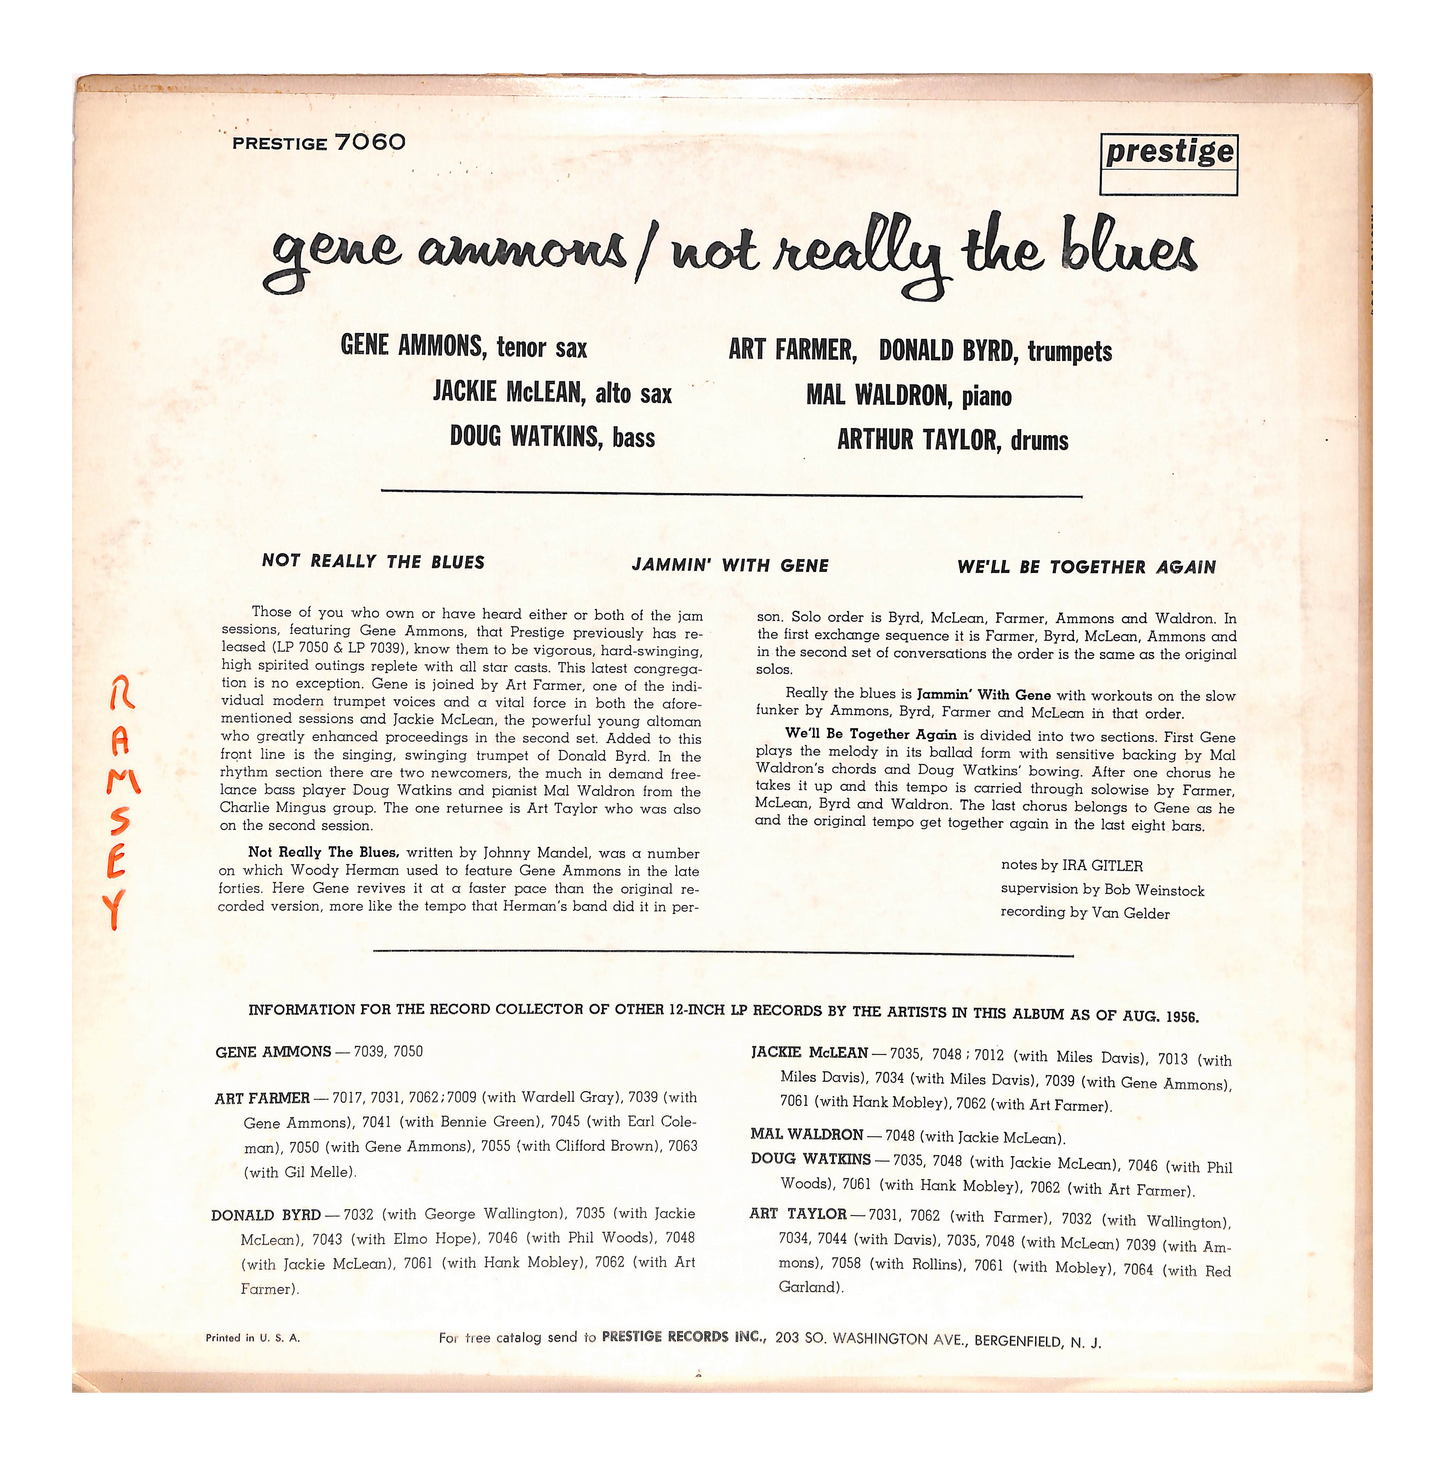 PRESTIGE 7060
prestige
gene ammons / not really the blues
GENE AMMONS, tenor sax
ART FARMER, DONALD BYRD, trumpets
JACKIE McLEAN, alto sax
MAL WALDRON, piano
DOUG WATKINS, bass
ARTHUR TAYLOR, drums
NOT REALLY THE BLUES
JAMMIN' WITH GENE
WE'LL BE TOGETHER AGAIN
Those of you who own or have heard either or both of the jam
sessions, featuring Gene Ammons, that Prestige previously has re-
leased (LP 7050 & LP 7039), know them to be vigorous, hard-swinging,
high spirited outings replete with all star casts. This latest congrega-
tion is no exception. Gene is joined by Art Farmer, one of the indi-
vidual modern trumpet voices and a vital force in both the afore-
mentioned sessions and Jackie McLean, the powerful young altoman
who greatly enhanced proceedings in the second set. Added to this
front line is the singing, swinging trumpet of Donald Byrd. In the
rhythm section there are two newcomers, the much in demand free-
lance bass player Doug Watkins and pianist Mal Waldron from the
Charlie Mingus group. The one returnee is Art Taylor who was also
on the second session.
Not Really The Blues, written by Johnny Mandel, was a number
on which Woody Herman used to feature Gene Ammons in the late
forties. Here Gene revives it at a faster pace than the original re-
corded version, more like the tempo that Herman's band did it in per-
son. Solo order is Byrd, McLean, Farmer, Ammons and Waldron. In
the first exchange sequence it is Farmer, Byrd, McLean, Ammons and
in the second set of conversations the order is the same as the original
solos.
Really the blues is Jammin' With Gene with workouts on the slow
funker by Ammons, Byrd, Farmer and McLean in that order.
We'll Be Together Again is divided into two sections. First Gene
plays the melody in its ballad form with sensitive backing by Mal
Waldron's chords and Doug Watkins' bowing. After one chorus he
takes it up and this tempo is carried through solowise by Farmer,
McLean, Byrd and Waldron. The last chorus belongs to Gene as he
and the original tempo get together again in the last eight bars.
notes by IRA GITLER
supervision by Bob Weinstock
recording by Van Gelder
RAMSEY
INFORMATION FOR THE RECORD COLLECTOR OF OTHER 12-INCH LP RECORDS BY THE ARTISTS IN THIS ALBUM AS OF AUG. 1956.
GENE AMMONS — 7039, 7050
ART FARMER — 7017, 7031, 7062; 7009 (with Wardell Gray), 7039 (with
Gene Ammons), 7041 (with Bennie Green), 7045 (with Earl Cole-
man), 7050 (with Gene Ammons), 7055 (with Clifford Brown), 7063
(with Gil Melle).
DONALD BYRD — 7032 (with George Wallington), 7035 (with Jackie
McLean), 7043 (with Elmo Hope), 7046 (with Phil Woods), 7048
(with Jackie McLean), 7061 (with Hank Mobley), 7062 (with Art
Farmer).
JACKIE McLEAN — 7035, 7048; 7012 (with Miles Davis), 7013 (with
Miles Davis), 7034 (with Miles Davis), 7039 (with Gene Ammons),
7061 (with Hank Mobley), 7062 (with Art Farmer).
MAL WALDRON — 7048 (with Jackie McLean).
DOUG WATKINS — 7035, 7048 (with Jackie McLean), 7046 (with Phil
Woods), 7061 (with Hank Mobley), 7062 (with Art Farmer).
ART TAYLOR — 7031, 7062 (with Farmer), 7032 (with Wallington),
7034, 7044 (with Davis), 7035, 7048 (with McLean) 7039 (with Am-
mons), 7058 (with Rollins), 7061 (with Mobley), 7064 (with Red
Garland).
Printed in U. S. A.
For free catalog send to PRESTIGE RECORDS INC., 203 SO. WASHINGTON AVE., BERGENFIELD, N. J.